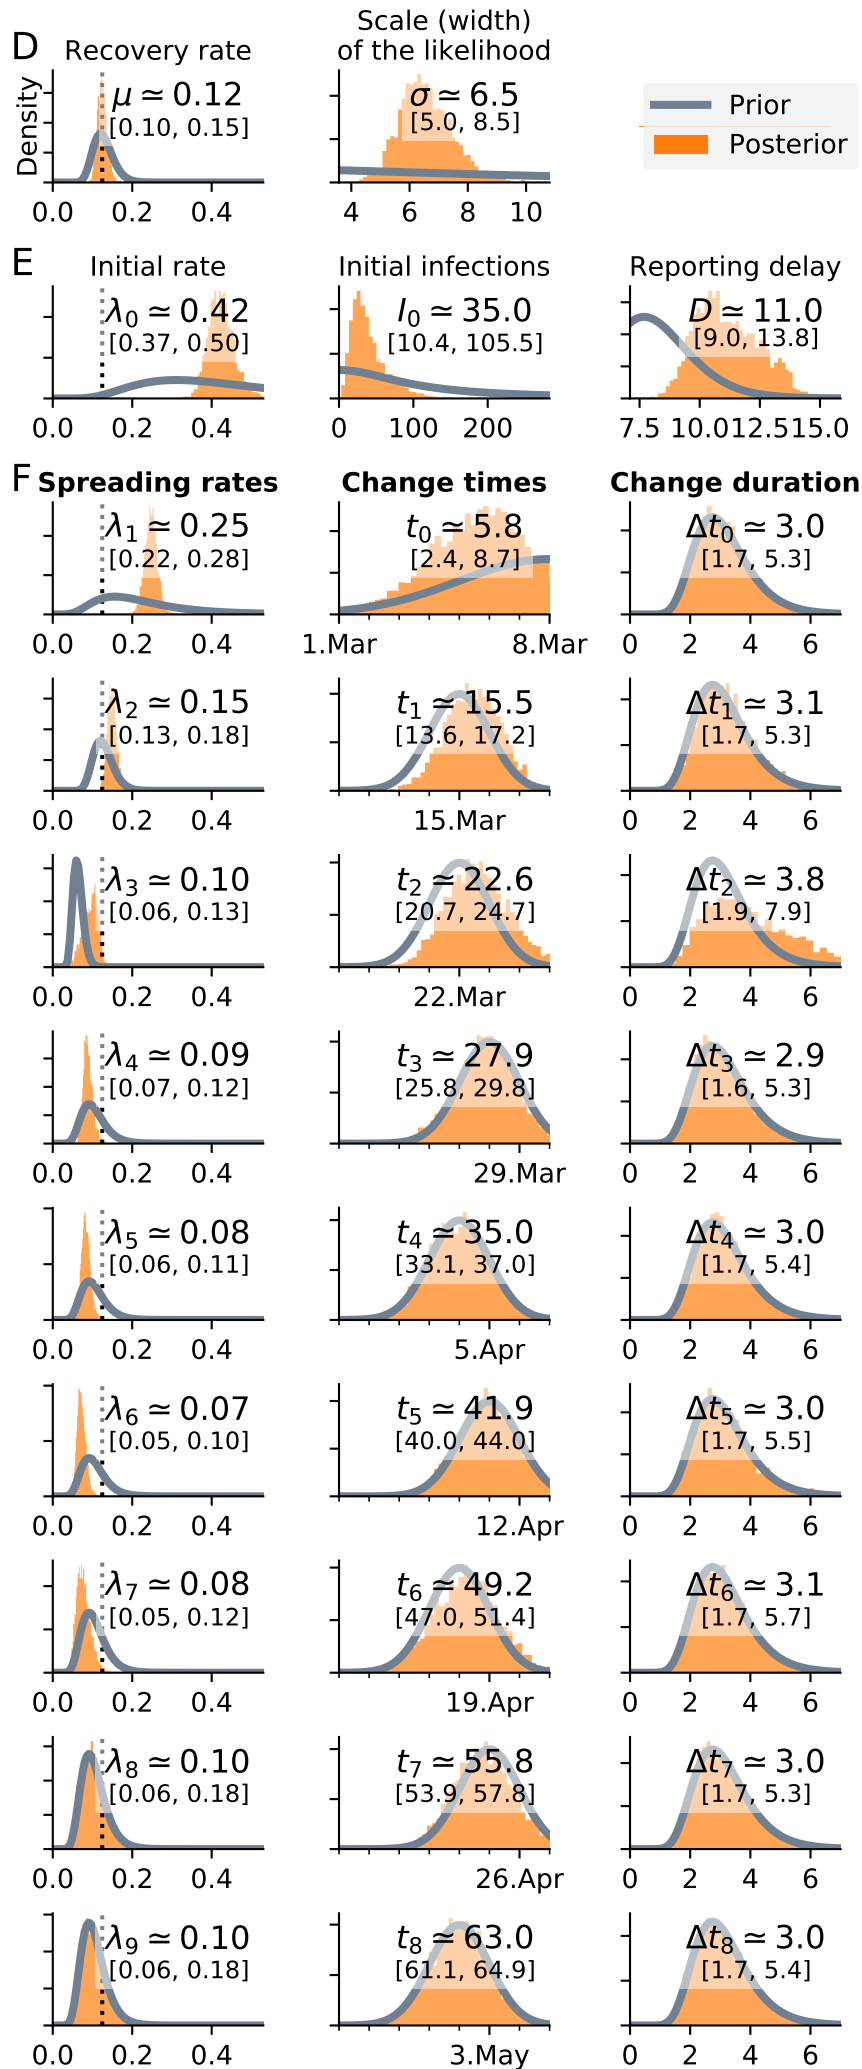 D
Recovery rate
Scale (width)
of the likelihood
Density
μ ≃ 0.12
[0.10, 0.15]
0.0 0.2 0.4
σ ≃ 6.5
[5.0, 8.5]
4 6 8 10
Prior
Posterior
E
Initial rate
λ0 ≃ 0.42
[0.37, 0.50]
0.0 0.2 0.4
Initial infections
I0 ≃ 35.0
[10.4, 105.5]
0 100 200
Reporting delay
D ≃ 11.0
[9.0, 13.8]
7.5 10.0 12.5 15.0
F
Spreading rates Change times Change duration
λ1 ≃ 0.25
[0.22, 0.28]
0.0 0.2 0.4
t0 ≃ 5.8
[2.4, 8.7]
1.Mar 8.Mar
Δt0 ≃ 3.0
[1.7, 5.3]
2 4 6
λ2 ≃ 0.15
[0.13, 0.18]
0.0 0.2 0.4
t1 ≃ 15.5
[13.6, 17.2]
15.Mar
Δt1 ≃ 3.1
[1.7, 5.3]
0 2 4 6
λ3 ≃ 0.10
[0.06, 0.13]
0.0 0.2 0.4
t2 ≃ 22.6
[20.7, 24.7]
22.Mar
Δt2 ≃ 3.8
[1.9, 7.9]
0 2 4 6
λ4 ≃ 0.09
[0.07, 0.12]
0.0 0.2 0.4
t3 ≃ 27.9
[25.8, 29.8]
29.Mar
Δt3 ≃ 2.9
[1.6, 5.3]
0 2 4 6
λ5 ≃ 0.08
[0.06, 0.11]
0.0 0.2 0.4
t4 ≃ 35.0
[33.1, 37.0]
5.Apr
Δt4 ≃ 3.0
[1.7, 5.4]
0 2 4 6
λ6 ≃ 0.07
[0.05, 0.10]
0.0 0.2 0.4
t5 ≃ 41.9
[40.0, 44.0]
12.Apr
Δt5 ≃ 3.0
[1.7, 5.5]
0 2 4 6
λ7 ≃ 0.08
[0.05, 0.12]
0.0 0.2 0.4
t6 ≃ 49.2
[47.0, 51.4]
19.Apr
Δt6 ≃ 3.1
[1.7, 5.7]
0 2 4 6
λ8 ≃ 0.10
[0.06, 0.18]
0.0 0.2 0.4
t7 ≃ 55.8
[53.9, 57.8]
26.Apr
Δt7 ≃ 3.0
[1.7, 5.3]
0 2 4 6
λ9 ≃ 0.10
[0.06, 0.18]
0.0 0.2 0.4
t8 ≃ 63.0
[61.1, 64.9]
3.May
Δt8 ≃ 3.0
[1.7, 5.4]
0 2 4 6